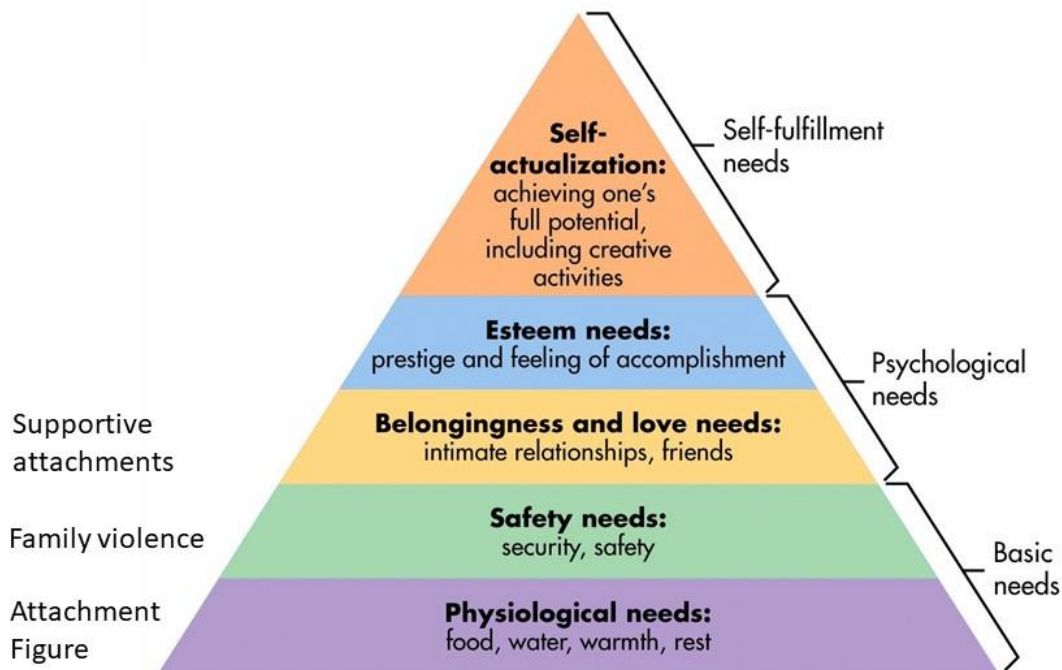 Self-
actualization:
achieving one's
full potential,
including creative
activities
Self-fulfillment
needs
Esteem needs:
prestige and feeling of accomplishment
Psychological
needs
Supportive
attachments
Belongingness and love needs:
intimate relationships, friends
Family violence
Safety needs:
security, safety
Basic
needs
Attachment
Figure
Physiological needs:
food, water, warmth, rest